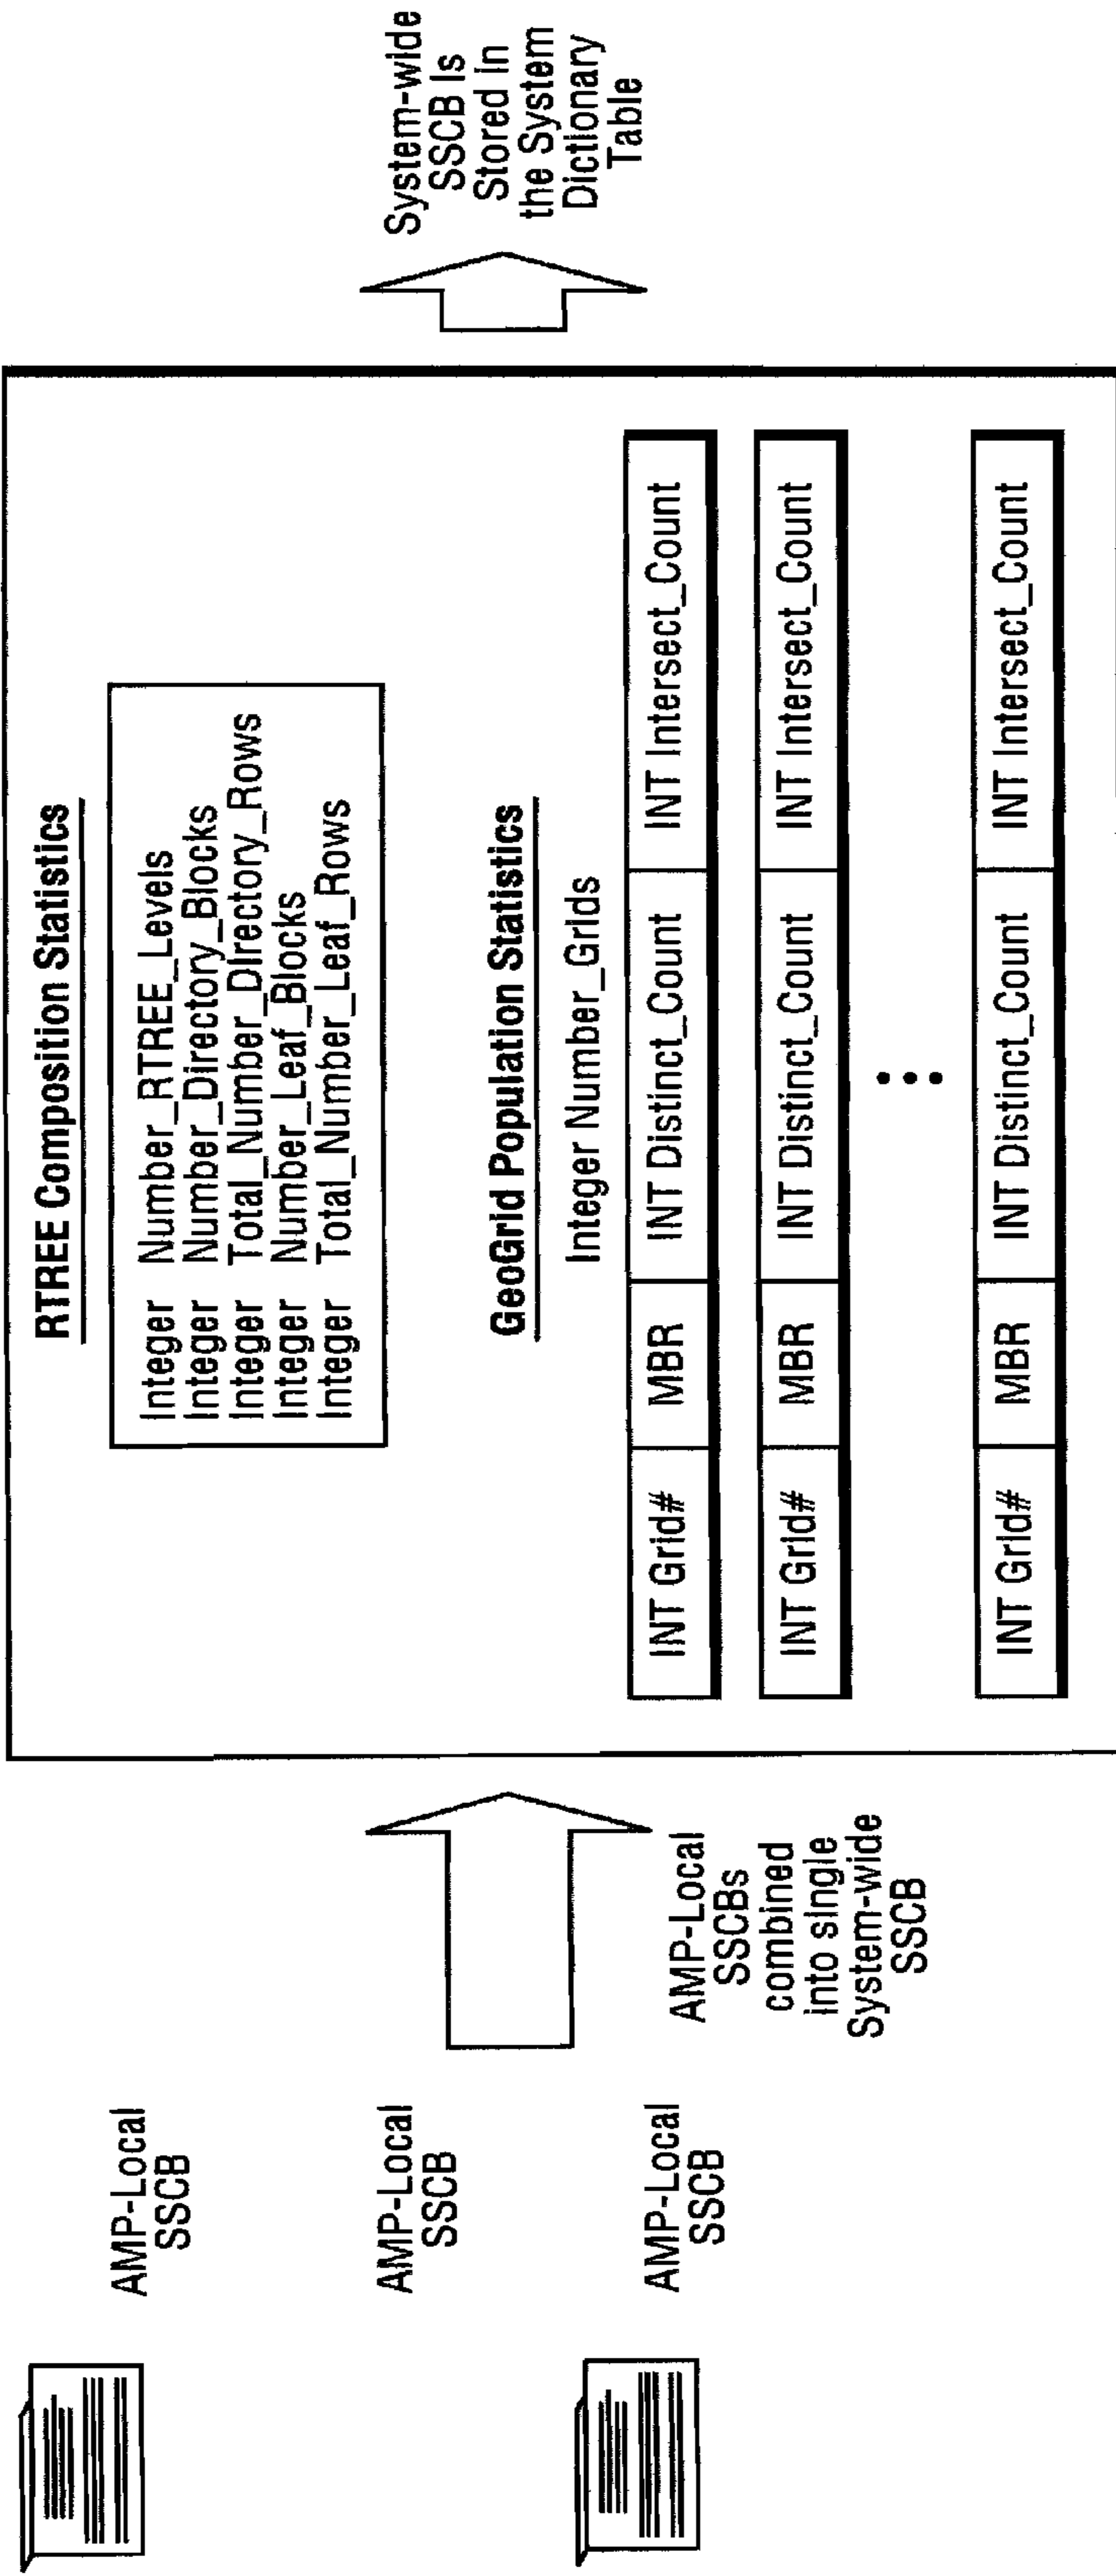 AMP-Local
SSCB
AMP-Local
SSCB
AMP-Local
SSCB
AMP-Local
SSCBs
combined
into single
System-wide
SSCB
RTREE Composition Statistics
Integer Number_RTREE_Levels
Integer Number_Directory_Blocks
Integer Total_Number_Directory_Rows
Integer Number_Leaf_Blocks
Integer Total_Number_Leaf_Rows
GeoGrid Population Statistics
Integer Number_Grids
INT Grid# MBR INT Distinct_Count INT Intersect_Count
INT Grid# MBR INT Distinct_Count INT Intersect_Count
• • •
INT Grid# MBR INT Distinct_Count INT Intersect_Count
System-wide
SSCB Is
Stored in
the System
Dictionary
Table